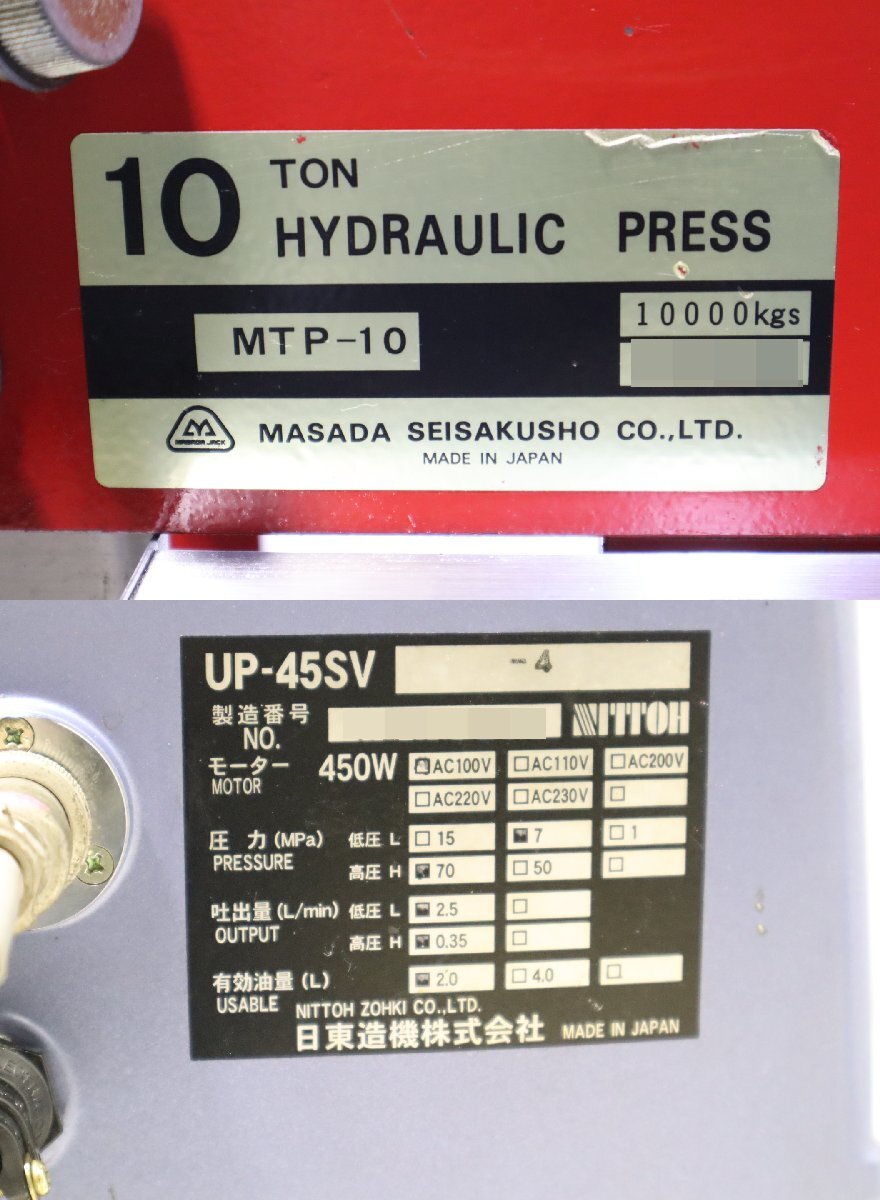 10 TON
HYDRAULIC PRESS
MTP-10
10000kgs
MASADA JACK
MASADA SEISAKUSHO CO.,LTD.
MADE IN JAPAN
UP-45SV -4
製造番号
NO.
NITTOH
モーター 450W AC100V AC110V AC200V
MOTOR AC220V AC230V
圧力(MPa) 低圧 L 15 7 1
PRESSURE 高圧 H 70 50
吐出量(L/min) 低圧 L 2.5
OUTPUT 高圧 H 0.35
有効油量(L) 2.0 4.0
USABLE
NITTOH ZOHKI CO.,LTD.
日東造機株式会社 MADE IN JAPAN